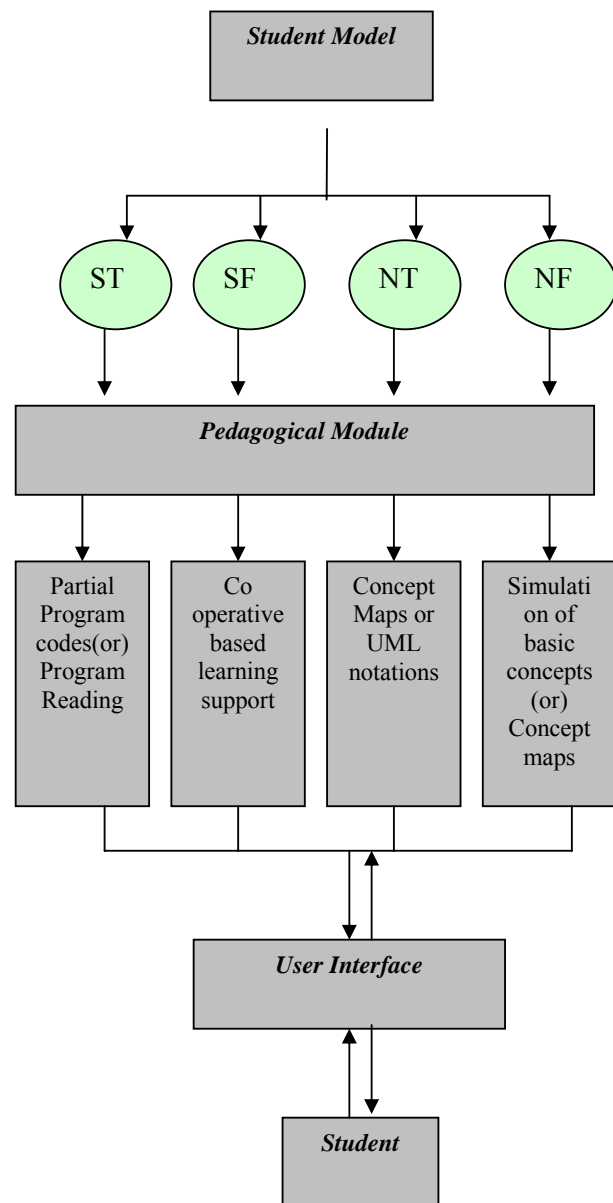 Student Model
ST
SF
NT
NF
Pedagogical Module
Partial
Program
codes(or)
Program
Reading
Co
operative
based
learning
support
Concept
Maps or
UML
notations
Simulati
on of
basic
concepts
(or)
Concept
maps
User Interface
Student